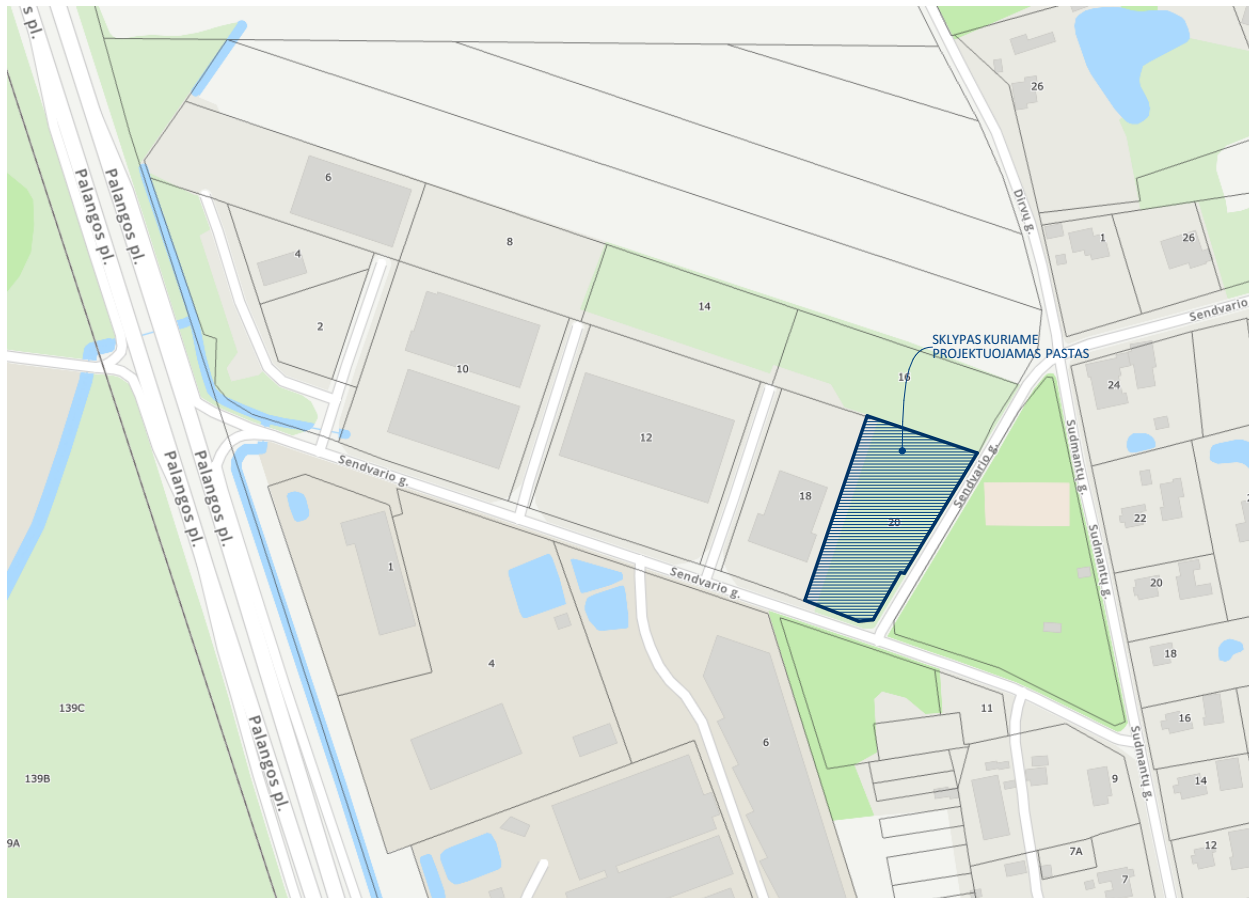 s pl.
Palangos pl.
Palangos pl.
26
Dirvų g.
6
4
8
1
26
2
14
Sendvario
SKLYPAS KURIAME
PROJEKTUOJAMAS PASTAS
16
10
24
12
Sendvario g.
Sendvario g.
Sudmantų g.
Palangos pl.
Palangos pl.
18
20
22
1
Sendvario g.
Sudmantų g.
20
4
18
139C
11
16
6
Palangos pl.
Sudmantų g.
139B
9
14
9A
7A
12
7